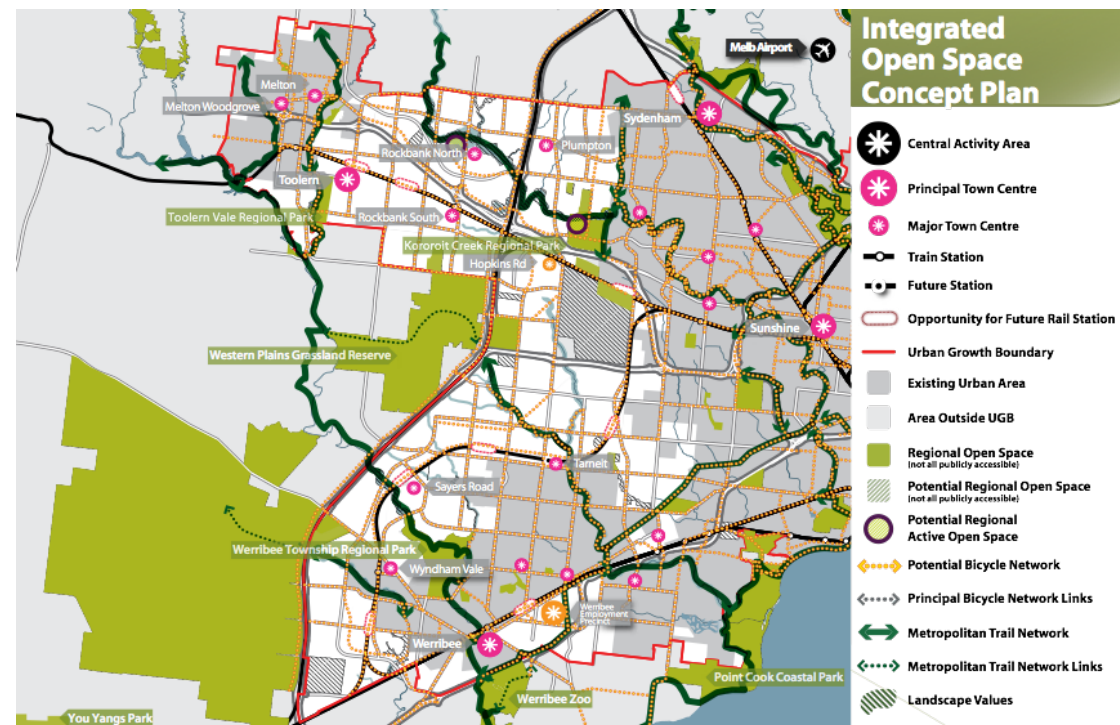 Integrated
Open Space
Concept Plan
Melb Airport
Melton
Melton Woodgrove
Sydenham
Rockbank North
Plumpton
Toolern
Toolern Vale Regional Park
Rockbank South
Kororoit Creek Regional Park
Hopkins Rd
Sunshine
Western Plains Grassland Reserve
Tarneit
Sayers Road
Werribee Township Regional Park
Wyndham Vale
Werribee
Employment
Precinct
Werribee
Point Cook Coastal Park
Werribee Zoo
You Yangs Park
Central Activity Area
Principal Town Centre
Major Town Centre
Train Station
Future Station
Opportunity for Future Rail Station
Urban Growth Boundary
Existing Urban Area
Area Outside UGB
Regional Open Space
(not all publicly accessible)
Potential Regional Open Space
(not all publicly accessible)
Potential Regional
Active Open Space
Potential Bicycle Network
Principal Bicycle Network Links
Metropolitan Trail Network
Metropolitan Trail Network Links
Landscape Values